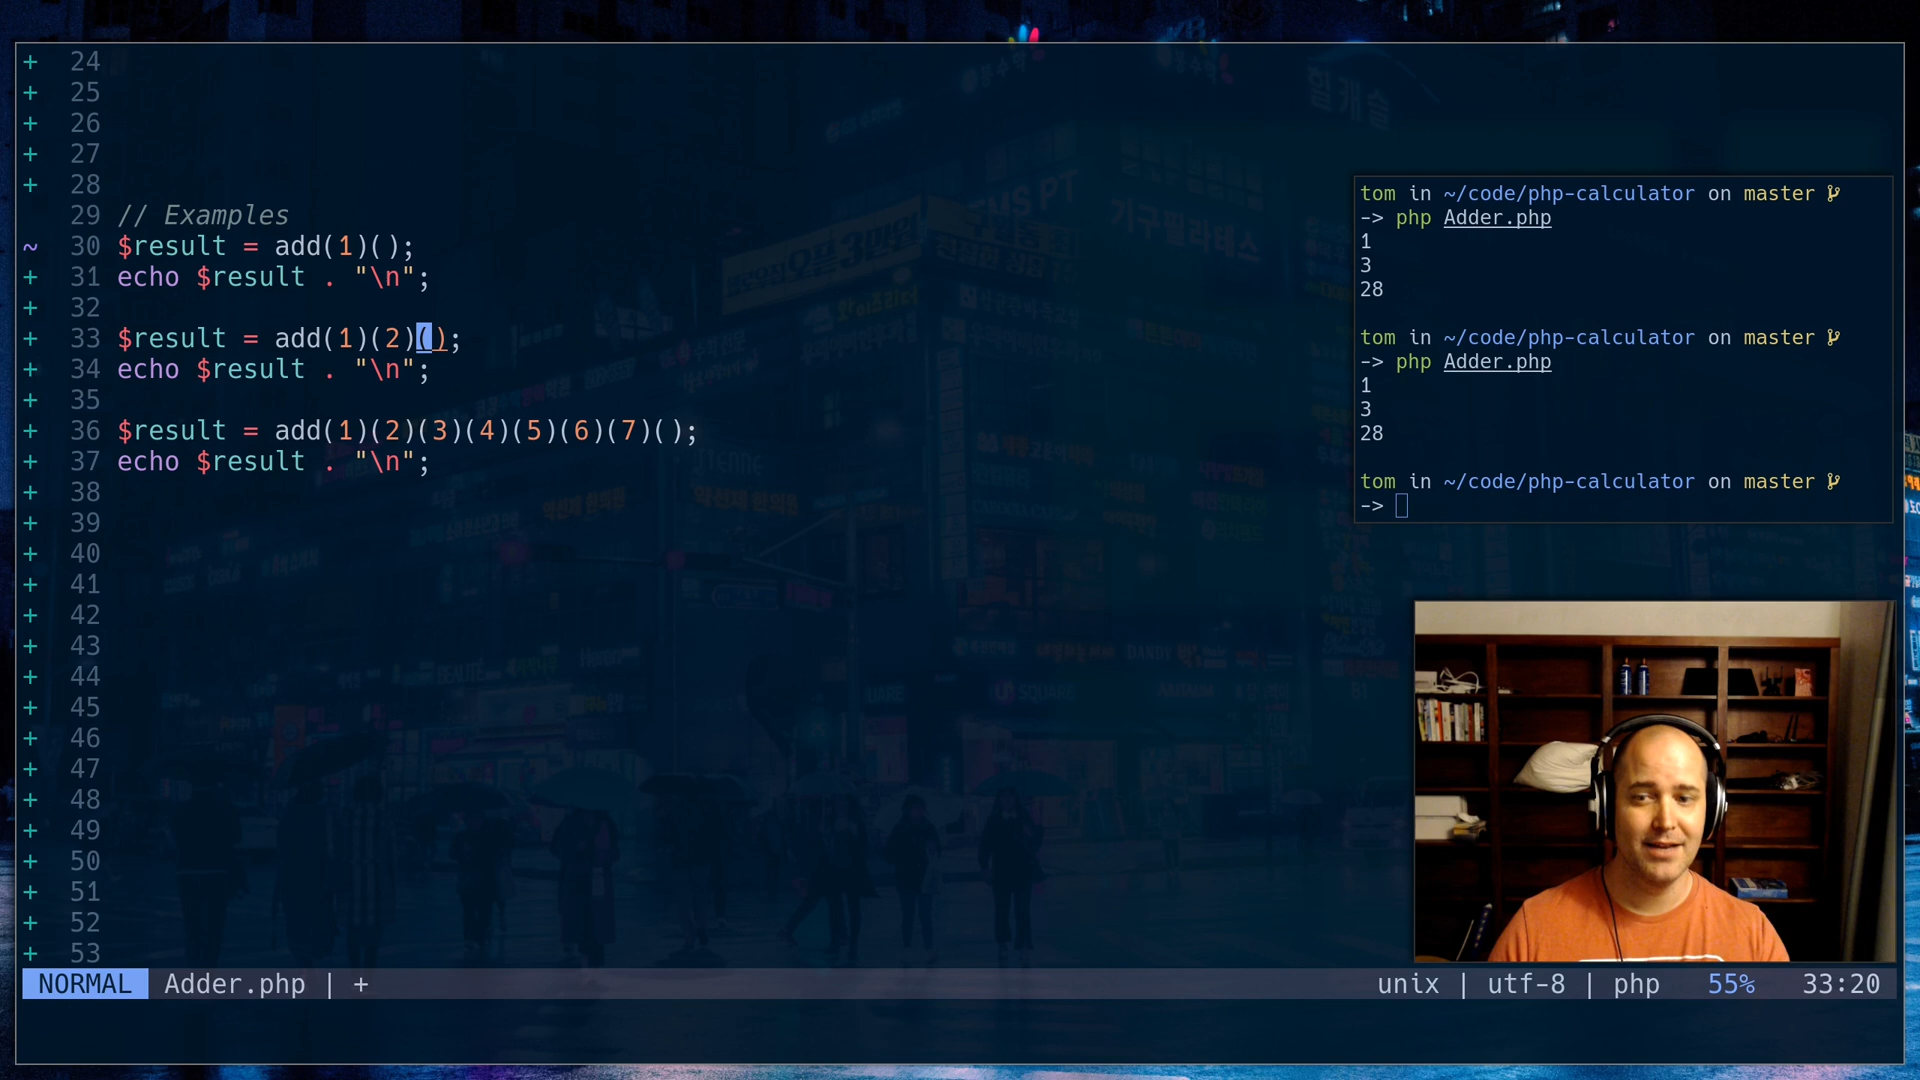 + 24
+ 25
+ 26
+ 27
+ 28
29 // Examples
~ 30 $result = add(1)();
+ 31 echo $result . "\n";
+ 32
+ 33 $result = add(1)(2)();
+ 34 echo $result . "\n";
+ 35
+ 36 $result = add(1)(2)(3)(4)(5)(6)(7)();
+ 37 echo $result . "\n";
+ 38
+ 39
+ 40
+ 41
+ 42
+ 43
+ 44
+ 45
+ 46
+ 47
+ 48
+ 49
+ 50
+ 51
+ 52
+ 53
NORMAL Adder.php | +
unix | utf-8 | php 55% 33:20
tom in ~/code/php-calculator on master
-> php Adder.php
1
3
28
tom in ~/code/php-calculator on master
-> php Adder.php
1
3
28
tom in ~/code/php-calculator on master
->